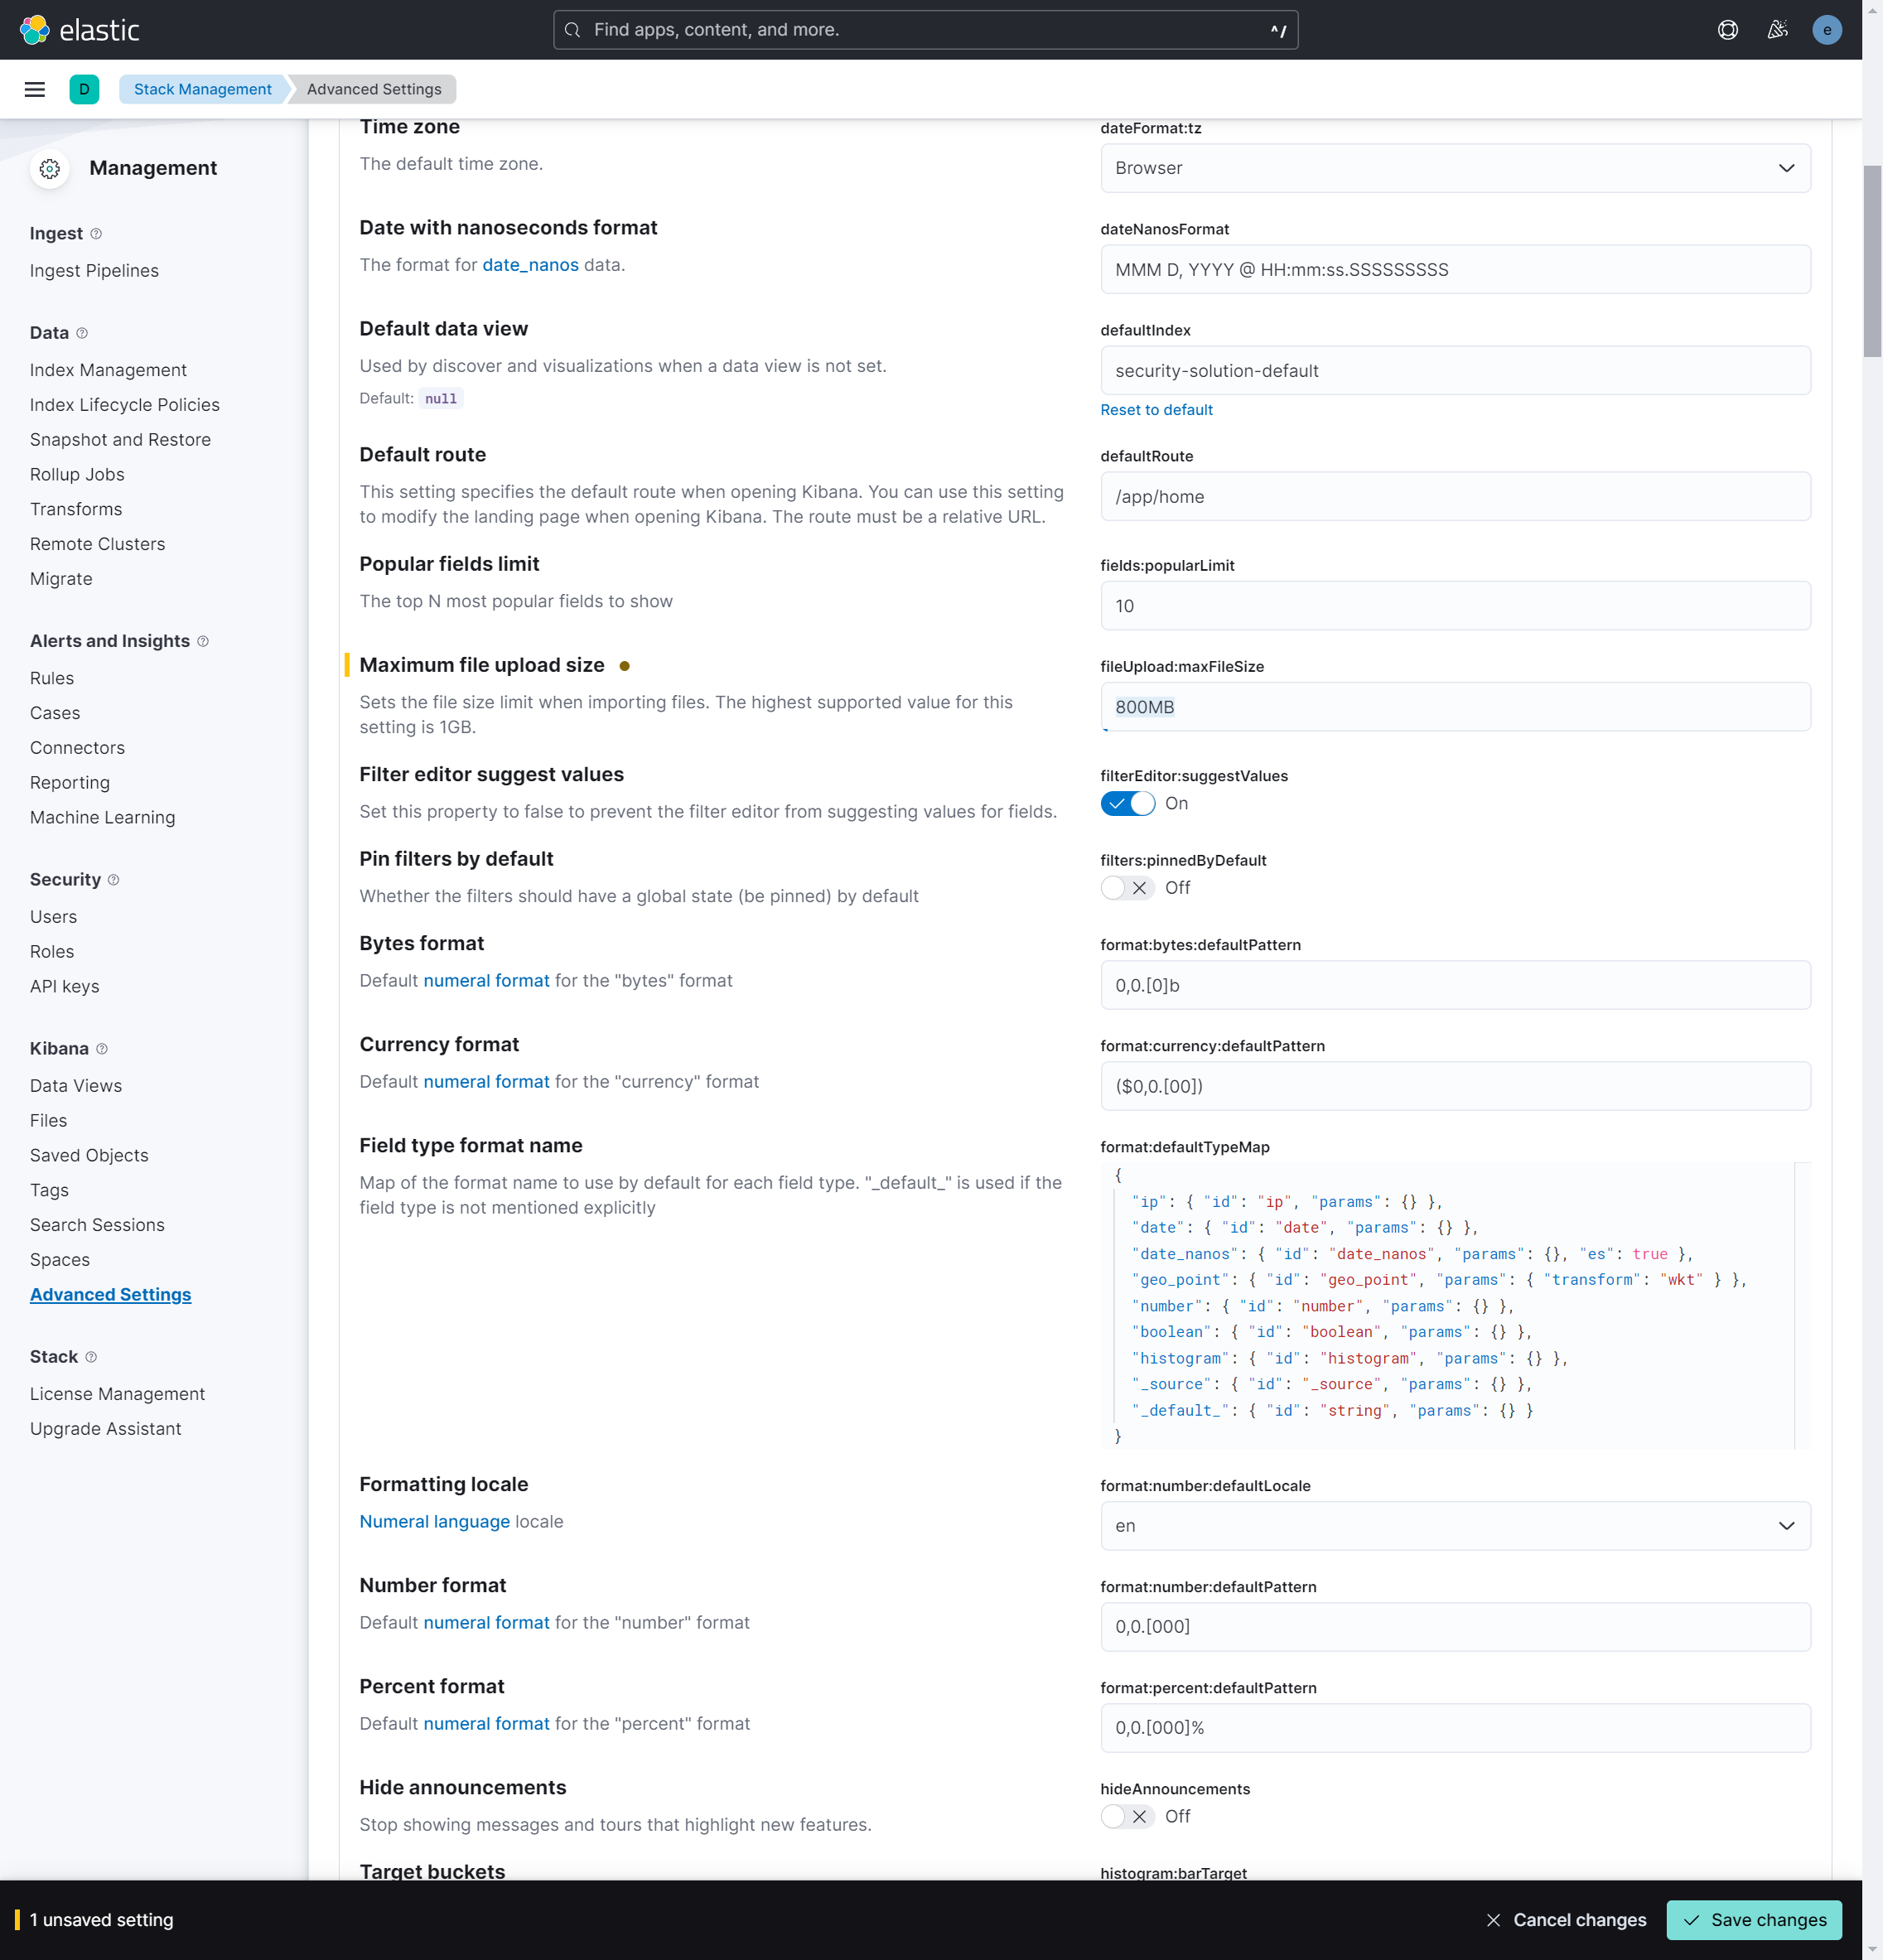 elastic
Find apps, content, and more.
^/
e
D
Stack Management
Advanced Settings
Management
Ingest
Ingest Pipelines
Data
Index Management
Index Lifecycle Policies
Snapshot and Restore
Rollup Jobs
Transforms
Remote Clusters
Migrate
Alerts and Insights
Rules
Cases
Connectors
Reporting
Machine Learning
Security
Users
Roles
API keys
Kibana
Data Views
Files
Saved Objects
Tags
Search Sessions
Spaces
Advanced Settings
Stack
License Management
Upgrade Assistant
Time zone
The default time zone.
dateFormat:tz
Browser
Date with nanoseconds format
The format for date_nanos data.
dateNanosFormat
MMM D, YYYY @ HH:mm:ss.SSSSSSSSS
Default data view
Used by discover and visualizations when a data view is not set.
Default: null
defaultIndex
security-solution-default
Reset to default
Default route
This setting specifies the default route when opening Kibana. You can use this setting
to modify the landing page when opening Kibana. The route must be a relative URL.
defaultRoute
/app/home
Popular fields limit
The top N most popular fields to show
fields:popularLimit
10
Maximum file upload size
Sets the file size limit when importing files. The highest supported value for this
setting is 1GB.
fileUpload:maxFileSize
800MB
Filter editor suggest values
Set this property to false to prevent the filter editor from suggesting values for fields.
filterEditor:suggestValues
On
Pin filters by default
Whether the filters should have a global state (be pinned) by default
filters:pinnedByDefault
Off
Bytes format
Default numeral format for the "bytes" format
format:bytes:defaultPattern
0,0.[0]b
Currency format
Default numeral format for the "currency" format
format:currency:defaultPattern
($0,0.[00])
Field type format name
Map of the format name to use by default for each field type. "_default_" is used if the
field type is not mentioned explicitly
format:defaultTypeMap
{
"ip": { "id": "ip", "params": {} },
"date": { "id": "date", "params": {} },
"date_nanos": { "id": "date_nanos", "params": {}, "es": true },
"geo_point": { "id": "geo_point", "params": { "transform": "wkt" } },
"number": { "id": "number", "params": {} },
"boolean": { "id": "boolean", "params": {} },
"histogram": { "id": "histogram", "params": {} },
"_source": { "id": "_source", "params": {} },
"_default_": { "id": "string", "params": {} }
}
Formatting locale
Numeral language locale
format:number:defaultLocale
en
Number format
Default numeral format for the "number" format
format:number:defaultPattern
0,0.[000]
Percent format
Default numeral format for the "percent" format
format:percent:defaultPattern
0,0.[000]%
Hide announcements
Stop showing messages and tours that highlight new features.
hideAnnouncements
Off
Target buckets
histogram:barTarget
1 unsaved setting
Cancel changes
Save changes